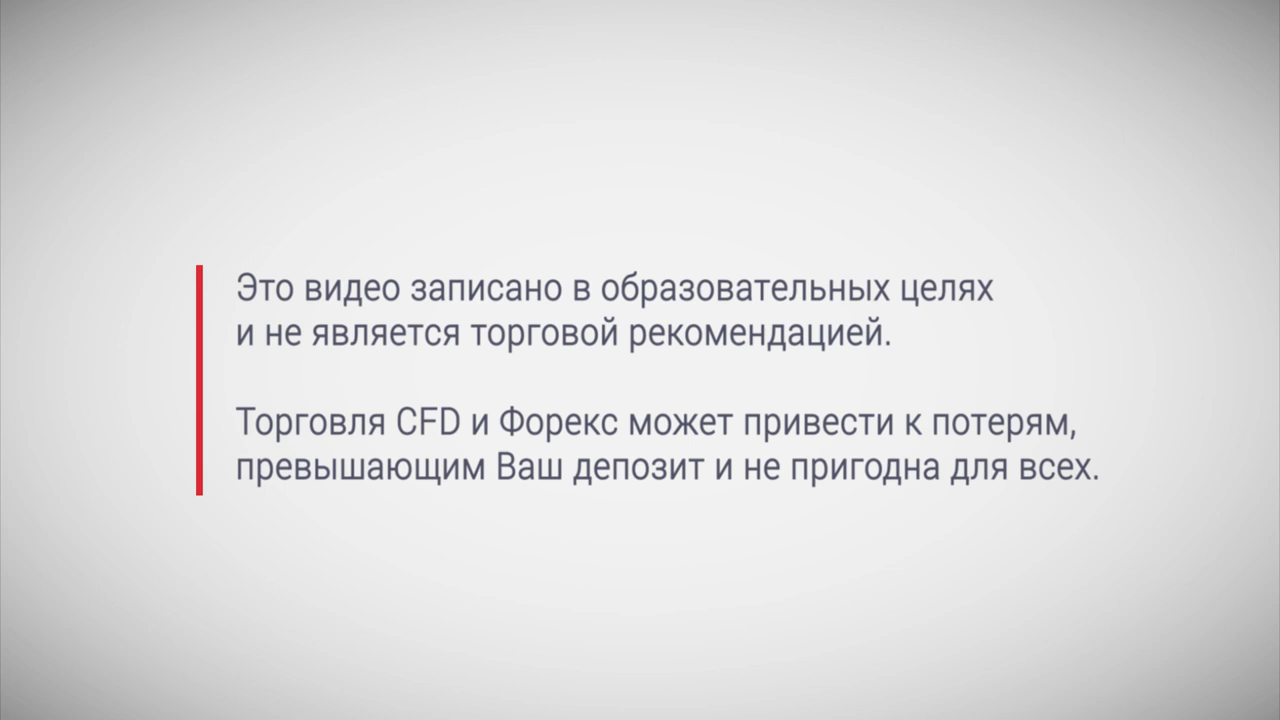 Это видео записано в образовательных целях
и не является торговой рекомендацией.
Торговля CFD и Форекс может привести к потерям,
превышающим Ваш депозит и не пригодна для всех.